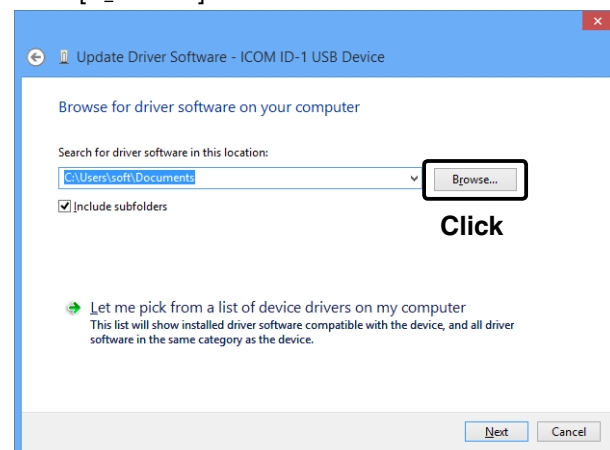 Update Driver Software - ICOM ID-1 USB Device
Browse for driver software on your computer
Search for driver software in this location:
C:\Users\soft\Documents
Browse...
Include subfolders
Click
Let me pick from a list of device drivers on my computer
This list will show installed driver software compatible with the device, and all driver
software in the same category as the device.
Next Cancel